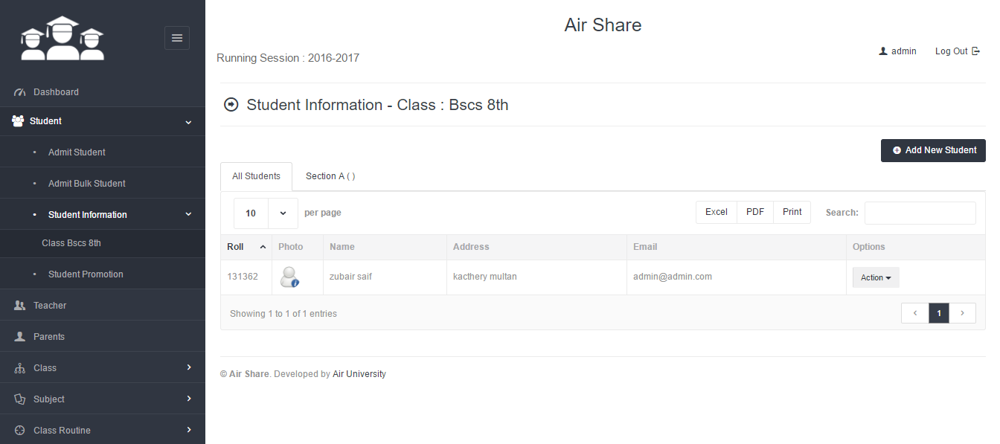 Air Share
Running Session : 2016-2017
admin
Log Out
Dashboard
Student
Admit Student
Admit Bulk Student
Student Information
Class Bscs 8th
Student Promotion
Teacher
Parents
Class
Subject
Class Routine
Student Information - Class : Bscs 8th
Add New Student
All Students Section A ( )
10 per page Excel PDF Print Search:
Roll Photo Name Address Email Options
131362 zubair saif kacthery multan admin@admin.com Action
Showing 1 to 1 of 1 entries 1
© Air Share. Developed by Air University